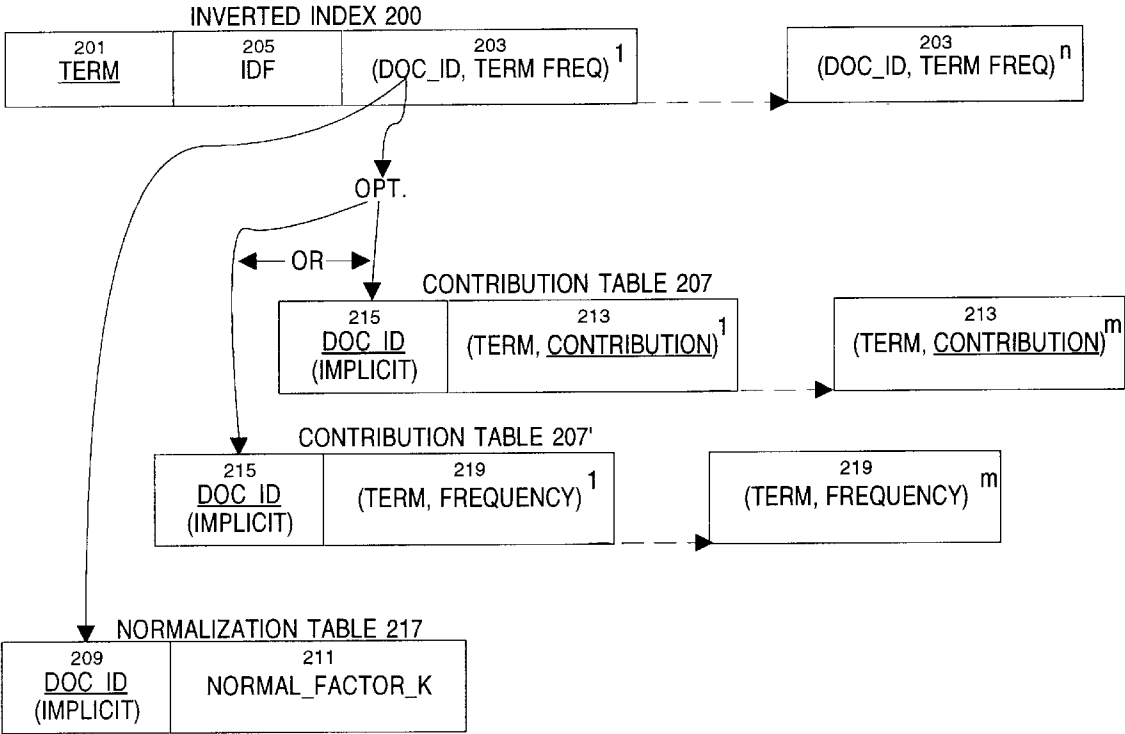 INVERTED INDEX 200
201
TERM
205
IDF
203
(DOC_ID, TERM FREQ) 1
203
(DOC_ID, TERM FREQ) n
OPT.
OR
CONTRIBUTION TABLE 207
215
DOC ID
(IMPLICIT)
213
(TERM, CONTRIBUTION) 1
213
(TERM, CONTRIBUTION) m
CONTRIBUTION TABLE 207'
215
DOC ID
(IMPLICIT)
219
(TERM, FREQUENCY) 1
219
(TERM, FREQUENCY) m
NORMALIZATION TABLE 217
209
DOC ID
(IMPLICIT)
211
NORMAL_FACTOR_K